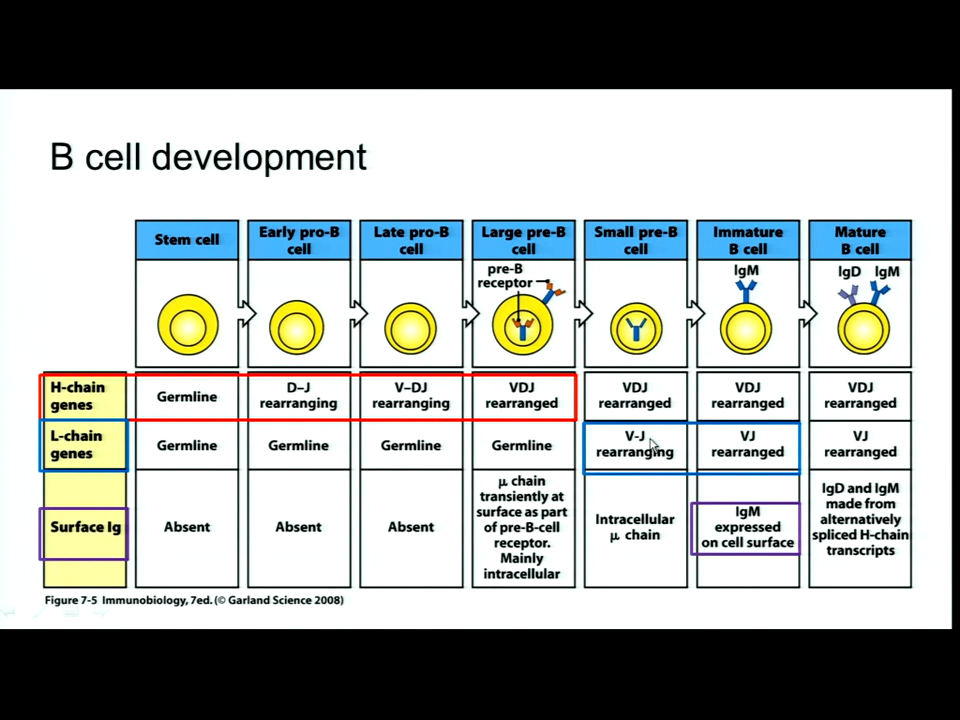 B cell development
Stem cell
Early pro-B
cell
Late pro-B
cell
Large pre-B
cell
Small pre-B
cell
Immature
B cell
Mature
B cell
pre-B
receptor
IgM
IgD IgM
H-chain
genes
Germline
D–J
rearranging
V–DJ
rearranging
VDJ
rearranged
VDJ
rearranged
VDJ
rearranged
VDJ
rearranged
L-chain
genes
Germline
Germline
Germline
Germline
V-J
rearranging
VJ
rearranged
VJ
rearranged
Surface Ig
Absent
Absent
Absent
μ chain
transiently at
surface as part
of pre-B-cell
receptor.
Mainly
intracellular
Intracellular
μ chain
IgM
expressed
on cell surface
IgD and IgM
made from
alternatively
spliced H-chain
transcripts
Figure 7-5 Immunobiology, 7ed. (© Garland Science 2008)